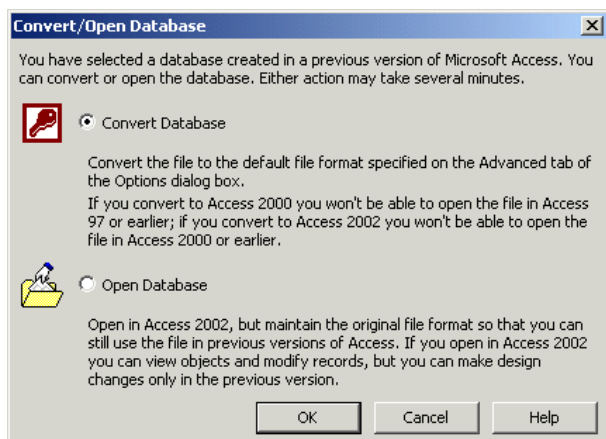 Convert/Open Database
You have selected a database created in a previous version of Microsoft Access. You
can convert or open the database. Either action may take several minutes.
Convert Database
Convert the file to the default file format specified on the Advanced tab of
the Options dialog box.
If you convert to Access 2000 you won't be able to open the file in Access
97 or earlier; if you convert to Access 2002 you won't be able to open the
file in Access 2000 or earlier.
Open Database
Open in Access 2002, but maintain the original file format so that you can
still use the file in previous versions of Access. If you open in Access 2002
you can view objects and modify records, but you can make design
changes only in the previous version.
OK Cancel Help